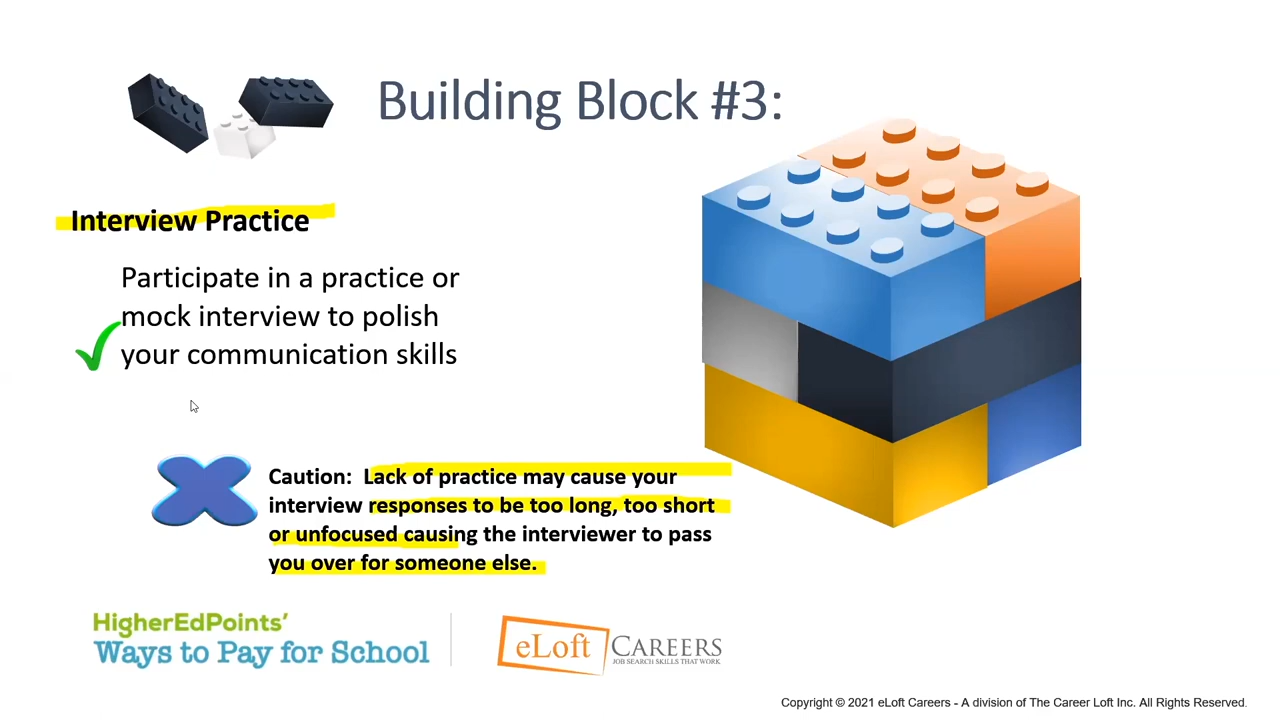 Building Block #3:
Interview Practice
Participate in a practice or
mock interview to polish
your communication skills
Caution: Lack of practice may cause your
interview responses to be too long, too short
or unfocused causing the interviewer to pass
you over for someone else.
HigherEdPoints'
Ways to Pay for School
eLoft CAREERS
JOB SEARCH SKILLS THAT WORK
Copyright © 2021 eLoft Careers - A division of The Career Loft Inc. All Rights Reserved.